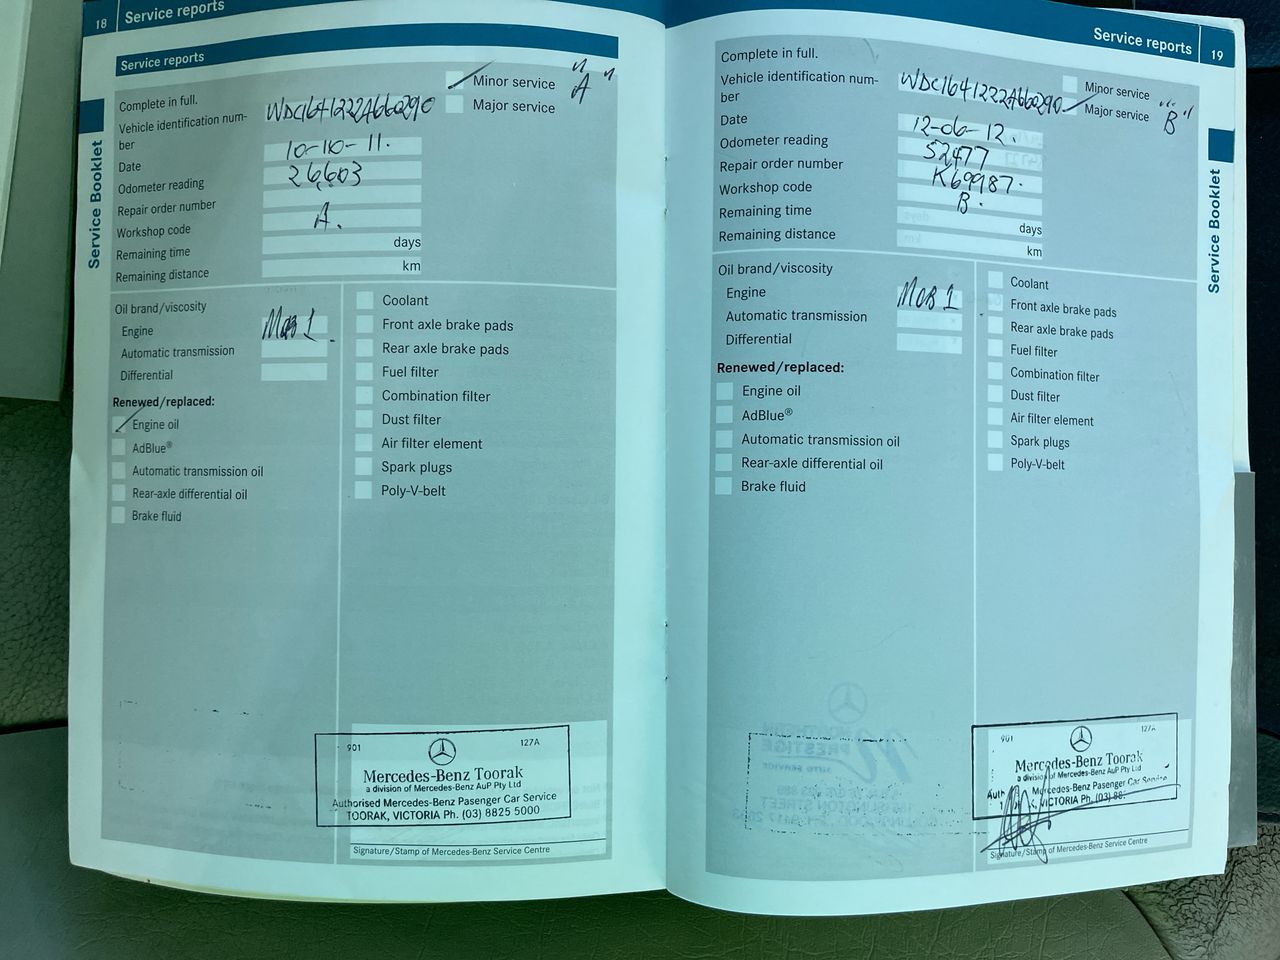 18 Service reports
Service reports
Service Booklet
Complete in full.
Minor service "A"
Major service
Vehicle identification num-
ber WDC1641222A660290
Date 10-10-11.
Odometer reading 26,603
Repair order number
Workshop code A.
Remaining time days
Remaining distance km
Oil brand/viscosity
Engine MOB 1.
Automatic transmission
Differential
Renewed/replaced:
Engine oil
AdBlue®
Automatic transmission oil
Rear-axle differential oil
Brake fluid
Coolant
Front axle brake pads
Rear axle brake pads
Fuel filter
Combination filter
Dust filter
Air filter element
Spark plugs
Poly-V-belt
901 127A
Mercedes-Benz Toorak
a division of Mercedes-Benz AuP Pty Ltd
Authorised Mercedes-Benz Pasenger Car Service
TOORAK, VICTORIA Ph. (03) 8825 5000
Signature/Stamp of Mercedes-Benz Service Centre
Service reports 19
Service Booklet
Complete in full.
Minor service
Major service "B"
Vehicle identification num-
ber WDC1641222A660290
Date 12-06-12.
Odometer reading 52477
Repair order number K69987.
Workshop code B.
Remaining time days
Remaining distance km
Oil brand/viscosity
Engine MOB 1
Automatic transmission
Differential
Renewed/replaced:
Engine oil
AdBlue®
Automatic transmission oil
Rear-axle differential oil
Brake fluid
Coolant
Front axle brake pads
Rear axle brake pads
Fuel filter
Combination filter
Dust filter
Air filter element
Spark plugs
Poly-V-belt
901 127A
Mercedes-Benz Toorak
a division of Mercedes-Benz AuP Pty Ltd
Mercedes-Benz Pasenger Car Service
VICTORIA Ph. (03) 88
Signature/Stamp of Mercedes-Benz Service Centre